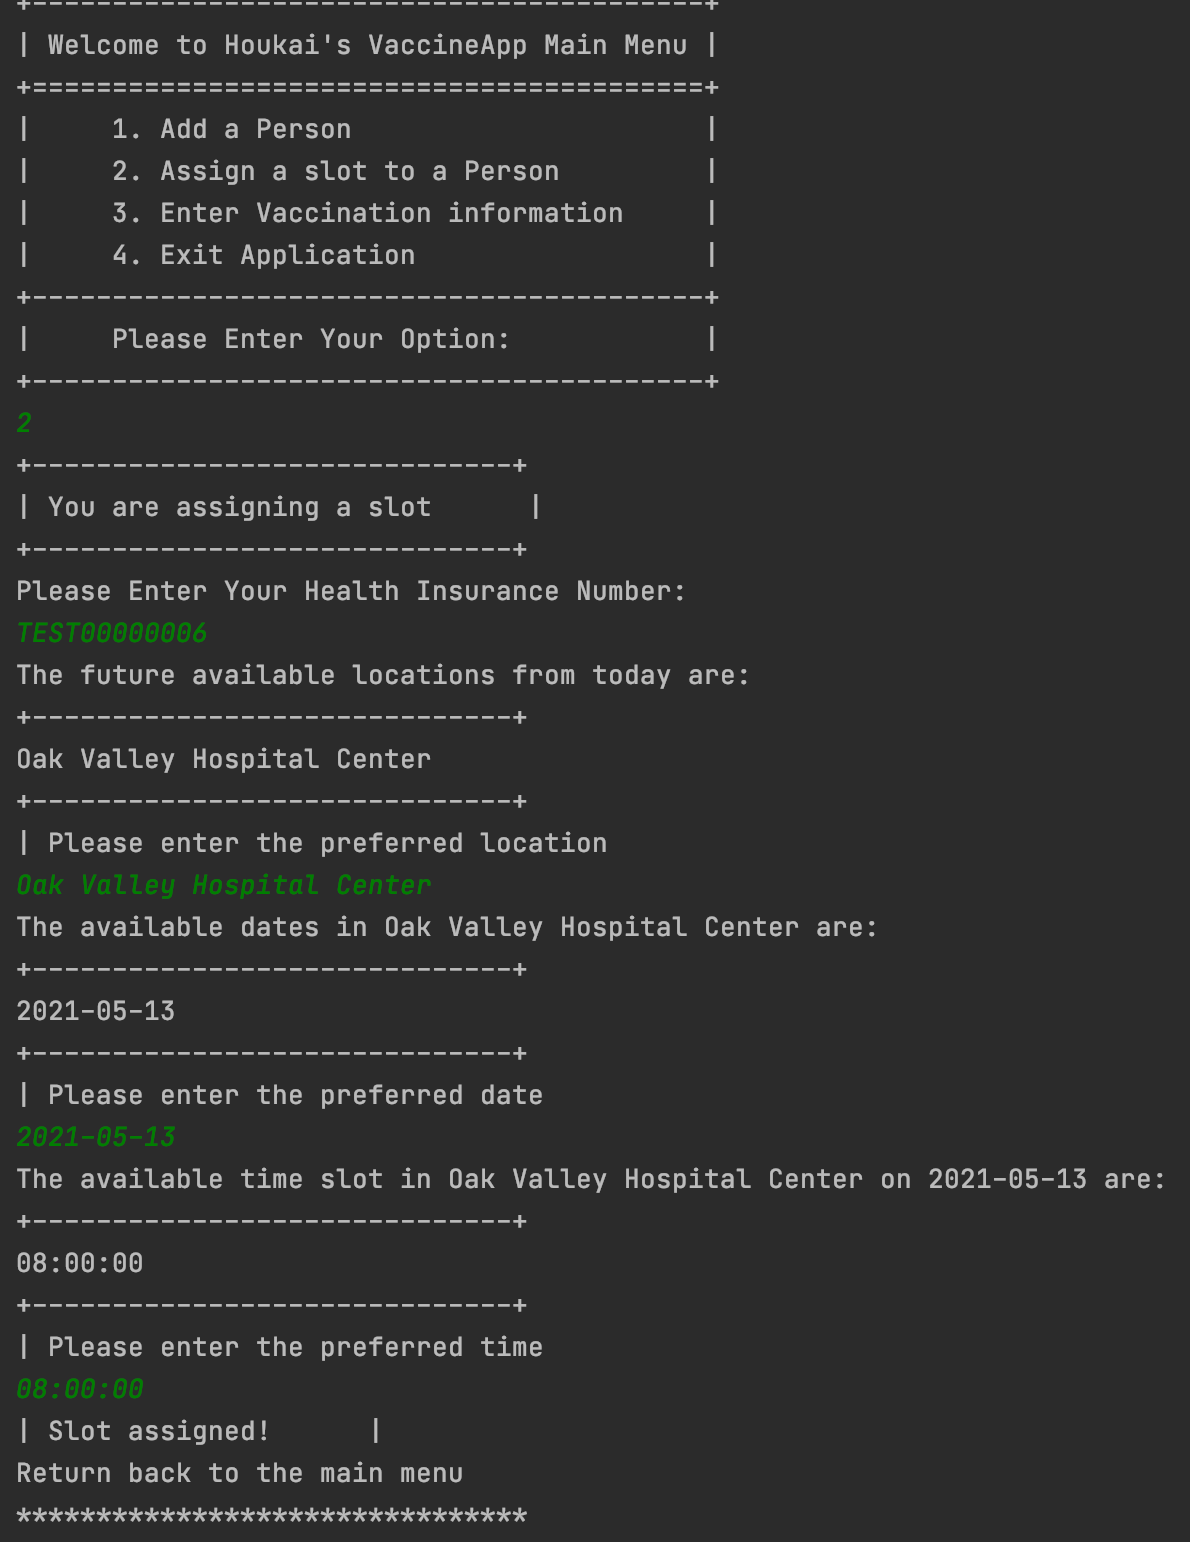 +------------------------------------------+
| Welcome to Houkai's VaccineApp Main Menu |
+==========================================+
|     1. Add a Person                      |
|     2. Assign a slot to a Person         |
|     3. Enter Vaccination information     |
|     4. Exit Application                  |
+------------------------------------------+
|     Please Enter Your Option:            |
+------------------------------------------+
2
+------------------------------+
| You are assigning a slot      |
+------------------------------+
Please Enter Your Health Insurance Number:
TEST00000006
The future available locations from today are:
+------------------------------+
Oak Valley Hospital Center
+------------------------------+
| Please enter the preferred location
Oak Valley Hospital Center
The available dates in Oak Valley Hospital Center are:
+------------------------------+
2021-05-13
+------------------------------+
| Please enter the preferred date
2021-05-13
The available time slot in Oak Valley Hospital Center on 2021-05-13 are:
+------------------------------+
08:00:00
+------------------------------+
| Please enter the preferred time
08:00:00
| Slot assigned!      |
Return back to the main menu
********************************